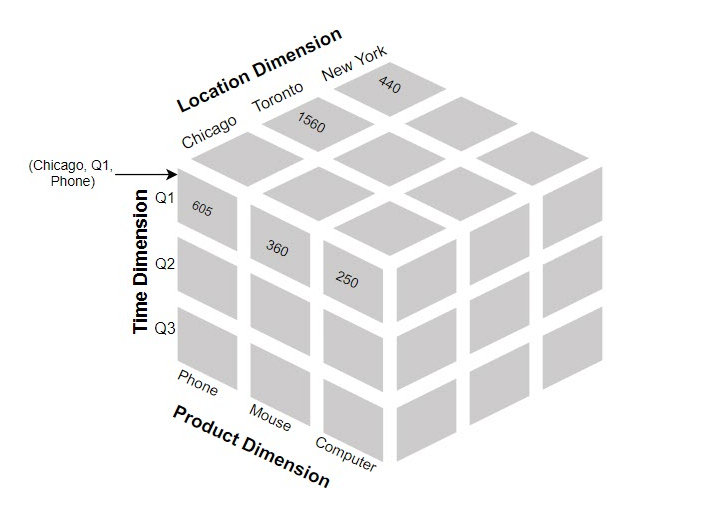 Location Dimension
New York
Toronto
Chicago
440
1560
(Chicago, Q1,
Phone)
Time Dimension
Q1
Q2
Q3
605
360
250
Phone
Mouse
Computer
Product Dimension